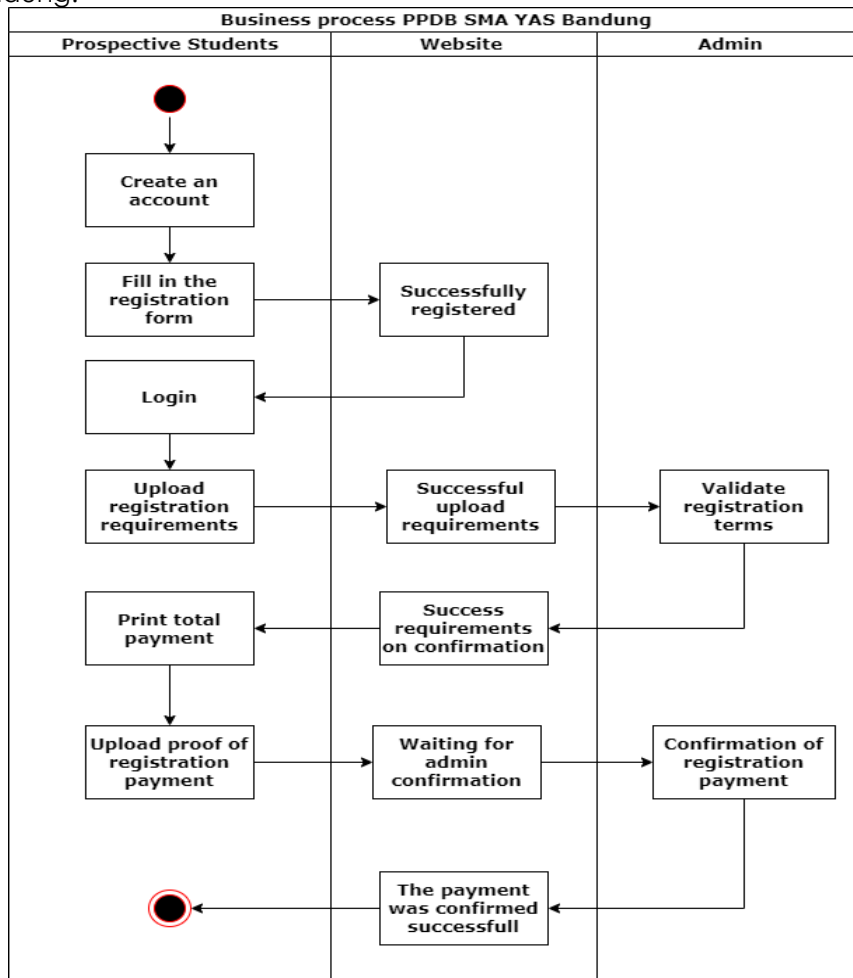 dung.
Business process PPDB SMA YAS Bandung
Prospective Students
Website
Admin
Create an
account
Fill in the
registration
form
Successfully
registered
Login
Upload
registration
requirements
Successful
upload
requirements
Validate
registration
terms
Print total
payment
Success
requirements
on confirmation
Upload proof of
registration
payment
Waiting for
admin
confirmation
Confirmation of
registration
payment
The payment
was confirmed
successfull